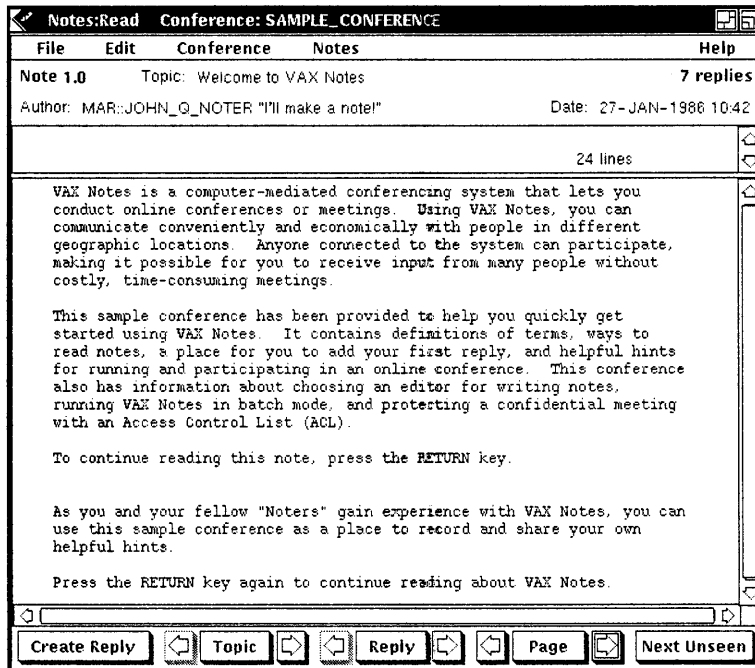 Notes:Read Conference: SAMPLE_CONFERENCE
File Edit Conference Notes Help
Note 1.0 Topic: Welcome to VAX Notes 7 replies
Author: MAR::JOHN_Q_NOTER "I'll make a note!" Date: 27-JAN-1986 10:42
24 lines
VAX Notes is a computer-mediated conferencing system that lets you
conduct online conferences or meetings. Using VAX Notes, you can
communicate conveniently and economically with people in different
geographic locations. Anyone connected to the system can participate,
making it possible for you to receive input from many people without
costly, time-consuming meetings.
This sample conference has been provided to help you quickly get
started using VAX Notes. It contains definitions of terms, ways to
read notes, a place for you to add your first reply, and helpful hints
for running and participating in an online conference. This conference
also has information about choosing an editor for writing notes,
running VAX Notes in batch mode, and protecting a confidential meeting
with an Access Control List (ACL).
To continue reading this note, press the RETURN key.
As you and your fellow "Noters" gain experience with VAX Notes, you can
use this sample conference as a place to record and share your own
helpful hints.
Press the RETURN key again to continue reading about VAX Notes.
Create Reply Topic Reply Page Next Unseen